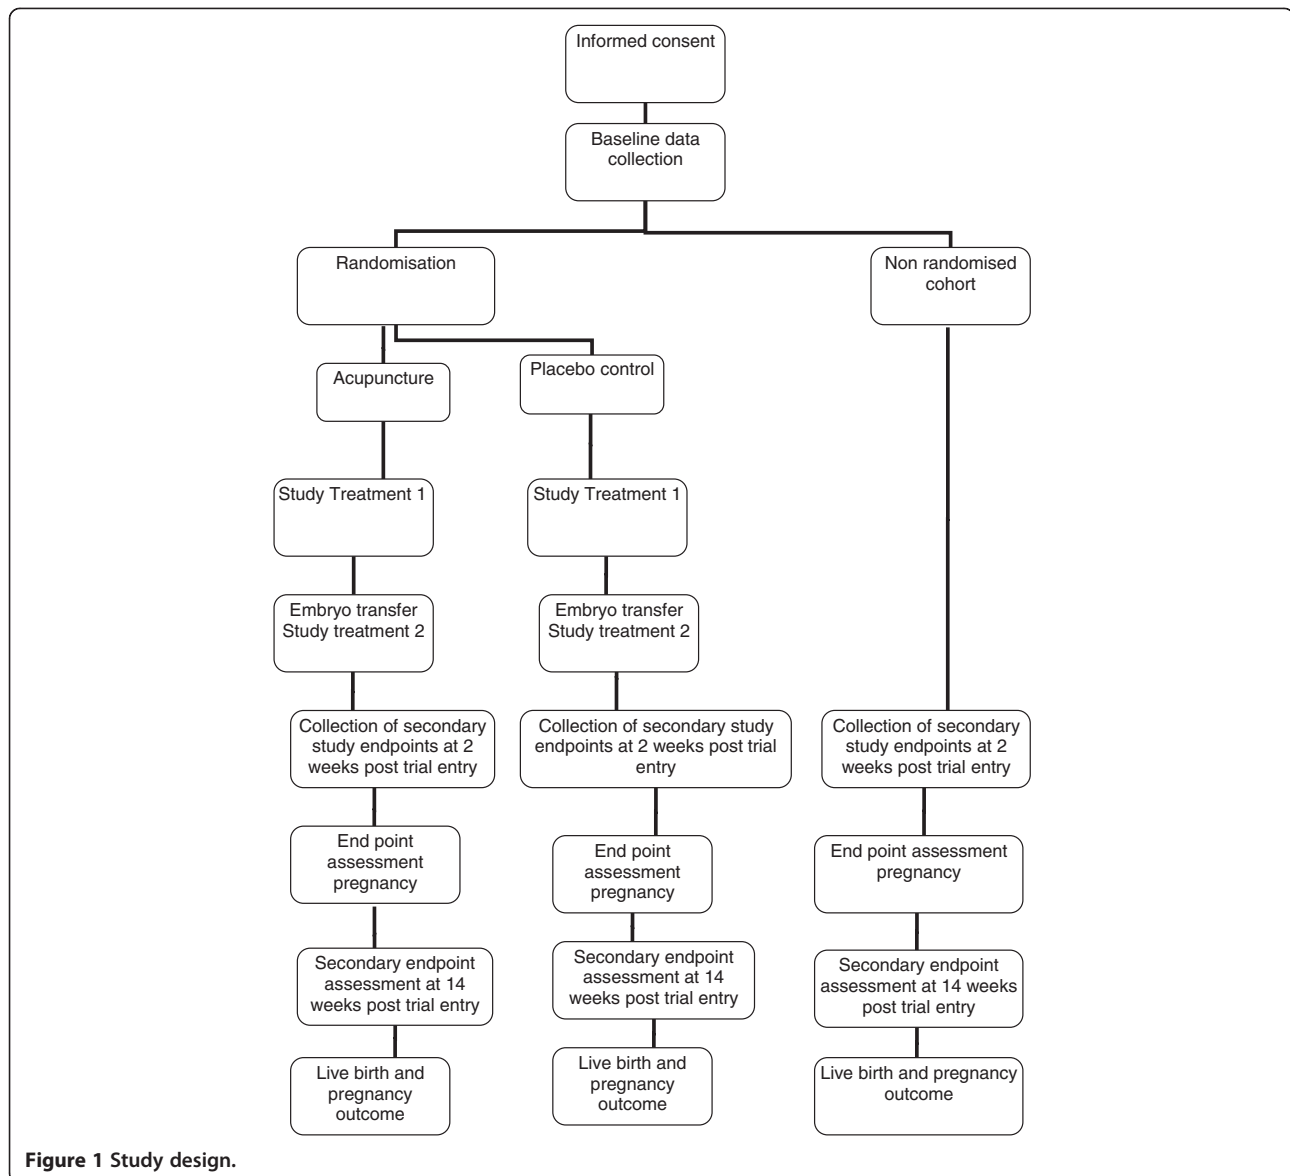 Informed consent
Baseline data
collection
Randomisation
Non randomised
cohort
Acupuncture
Placebo control
Study Treatment 1
Study Treatment 1
Embryo transfer
Study treatment 2
Embryo transfer
Study treatment 2
Collection of secondary
study endpoints at 2
weeks post trial entry
Collection of secondary study
endpoints at 2 weeks post trial
entry
Collection of secondary
study endpoints at 2
weeks post trial entry
End point
assessment
pregnancy
End point
assessment
pregnancy
End point assessment
pregnancy
Secondary endpoint
assessment at 14
weeks post trial entry
Secondary endpoint
assessment at 14
weeks post trial entry
Secondary endpoint
assessment at 14 weeks
post trial entry
Live birth and
pregnancy
outcome
Live birth and
pregnancy
outcome
Live birth and pregnancy
outcome
Figure 1 Study design.